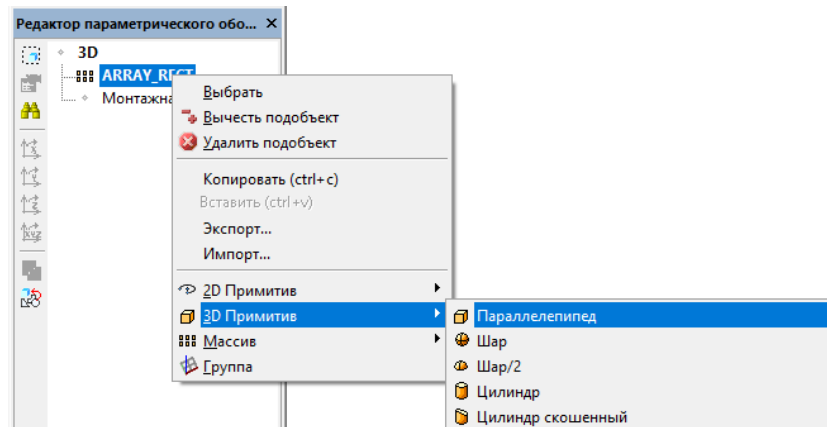 Редактор параметрического обо... ×
3D
ARRAY_RECT
Монтажна
Выбрать
Вычесть подобъект
Удалить подобъект
Копировать (ctrl+c)
Вставить (ctrl+v)
Экспорт...
Импорт...
2D Примитив
3D Примитив
Массив
Группа
Параллелепипед
Шар
Шар/2
Цилиндр
Цилиндр скошенный